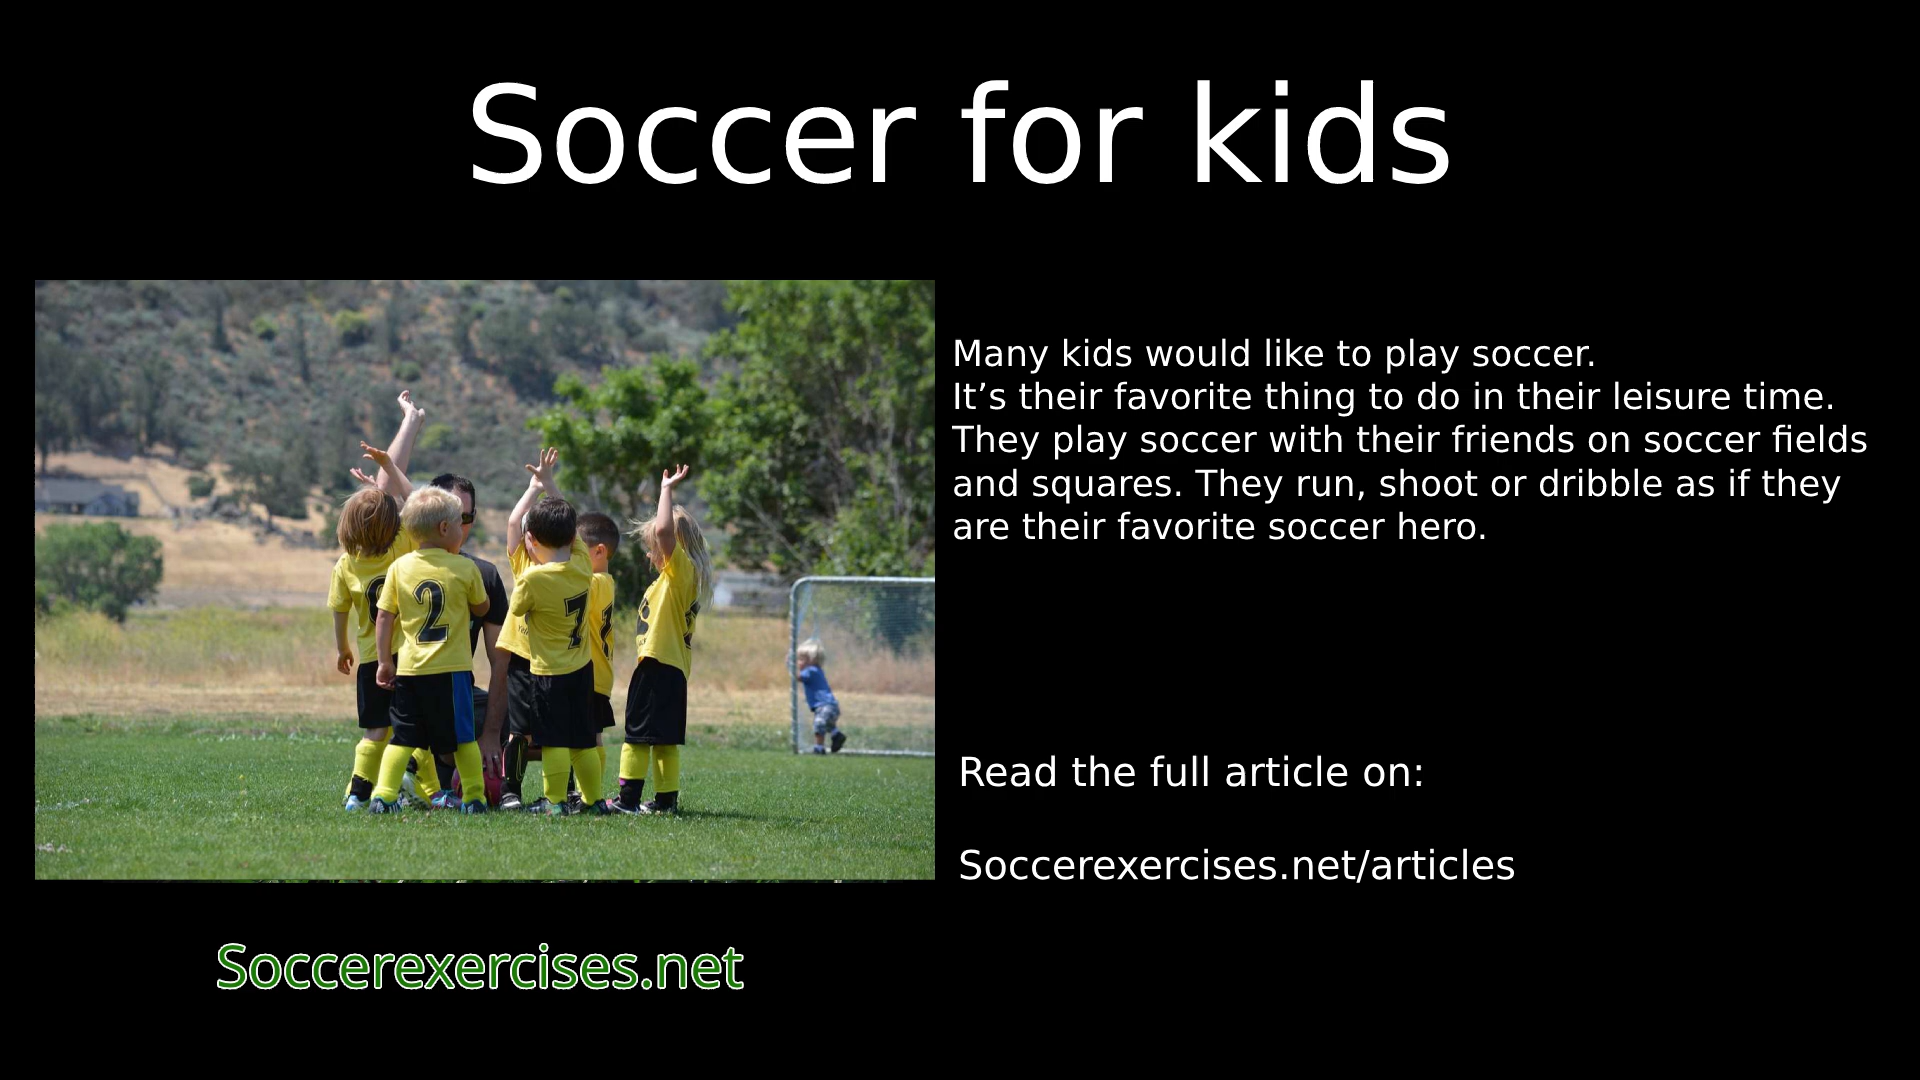 Soccer for kids
Many kids would like to play soccer.
It’s their favorite thing to do in their leisure time.
They play soccer with their friends on soccer fields
and squares. They run, shoot or dribble as if they
are their favorite soccer hero.
2
7
Read the full article on:
Soccerexercises.net/articles
Soccerexercises.net